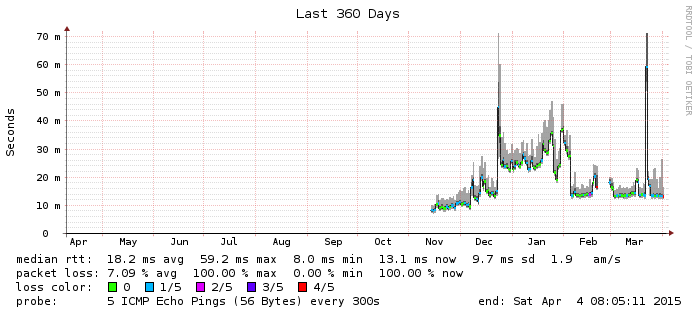 Last 360 Days
RRDTOOL / TOBI OETIKER
Seconds
70 m
60 m
50 m
40 m
30 m
20 m
10 m
0
Apr May Jun Jul Aug Sep Oct Nov Dec Jan Feb Mar
median rtt: 18.2 ms avg 59.2 ms max 8.0 ms min 13.1 ms now 9.7 ms sd 1.9 am/s
packet loss: 7.09 % avg 100.00 % max 0.00 % min 100.00 % now
loss color: 0 1/5 2/5 3/5 4/5
probe: 5 ICMP Echo Pings (56 Bytes) every 300s end: Sat Apr 4 08:05:11 2015